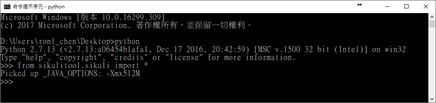 命令提示字元 - python
Microsoft Windows [版本 10.0.16299.309]
(c) 2017 Microsoft Corporation. 著作權所有，並保留一切權利。
D:\Users\ron1_chen\Desktop>python
Python 2.7.13 (v2.7.13:a06454b1afa1, Dec 17 2016, 20:42:59) [MSC v.1500 32 bit (Intel)] on win32
Type "help", "copyright", "credits" or "license" for more information.
>>> from sikulitool.sikuli import *
Picked up _JAVA_OPTIONS: -Xmx512M
>>>